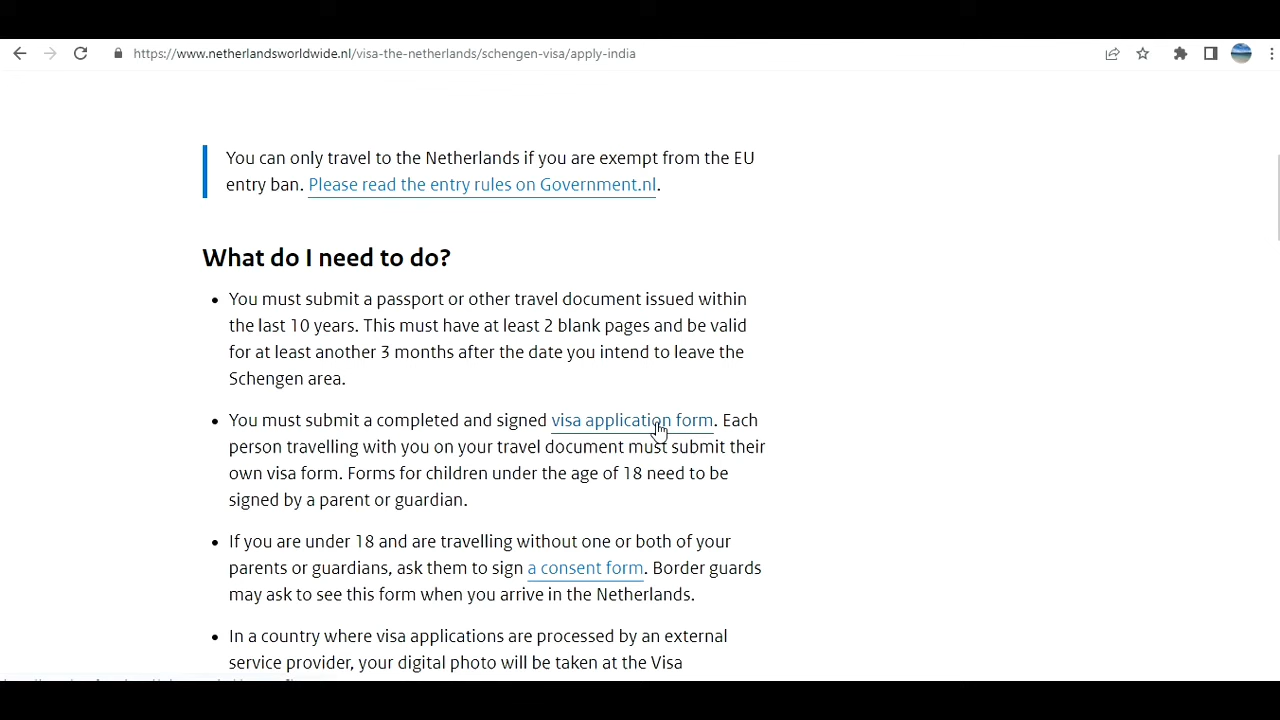 https://www.netherlandsworldwide.nl/visa-the-netherlands/schengen-visa/apply-india
You can only travel to the Netherlands if you are exempt from the EU
entry ban. Please read the entry rules on Government.nl.
What do I need to do?
• You must submit a passport or other travel document issued within
the last 10 years. This must have at least 2 blank pages and be valid
for at least another 3 months after the date you intend to leave the
Schengen area.
• You must submit a completed and signed visa application form. Each
person travelling with you on your travel document must submit their
own visa form. Forms for children under the age of 18 need to be
signed by a parent or guardian.
• If you are under 18 and are travelling without one or both of your
parents or guardians, ask them to sign a consent form. Border guards
may ask to see this form when you arrive in the Netherlands.
• In a country where visa applications are processed by an external
service provider, your digital photo will be taken at the Visa